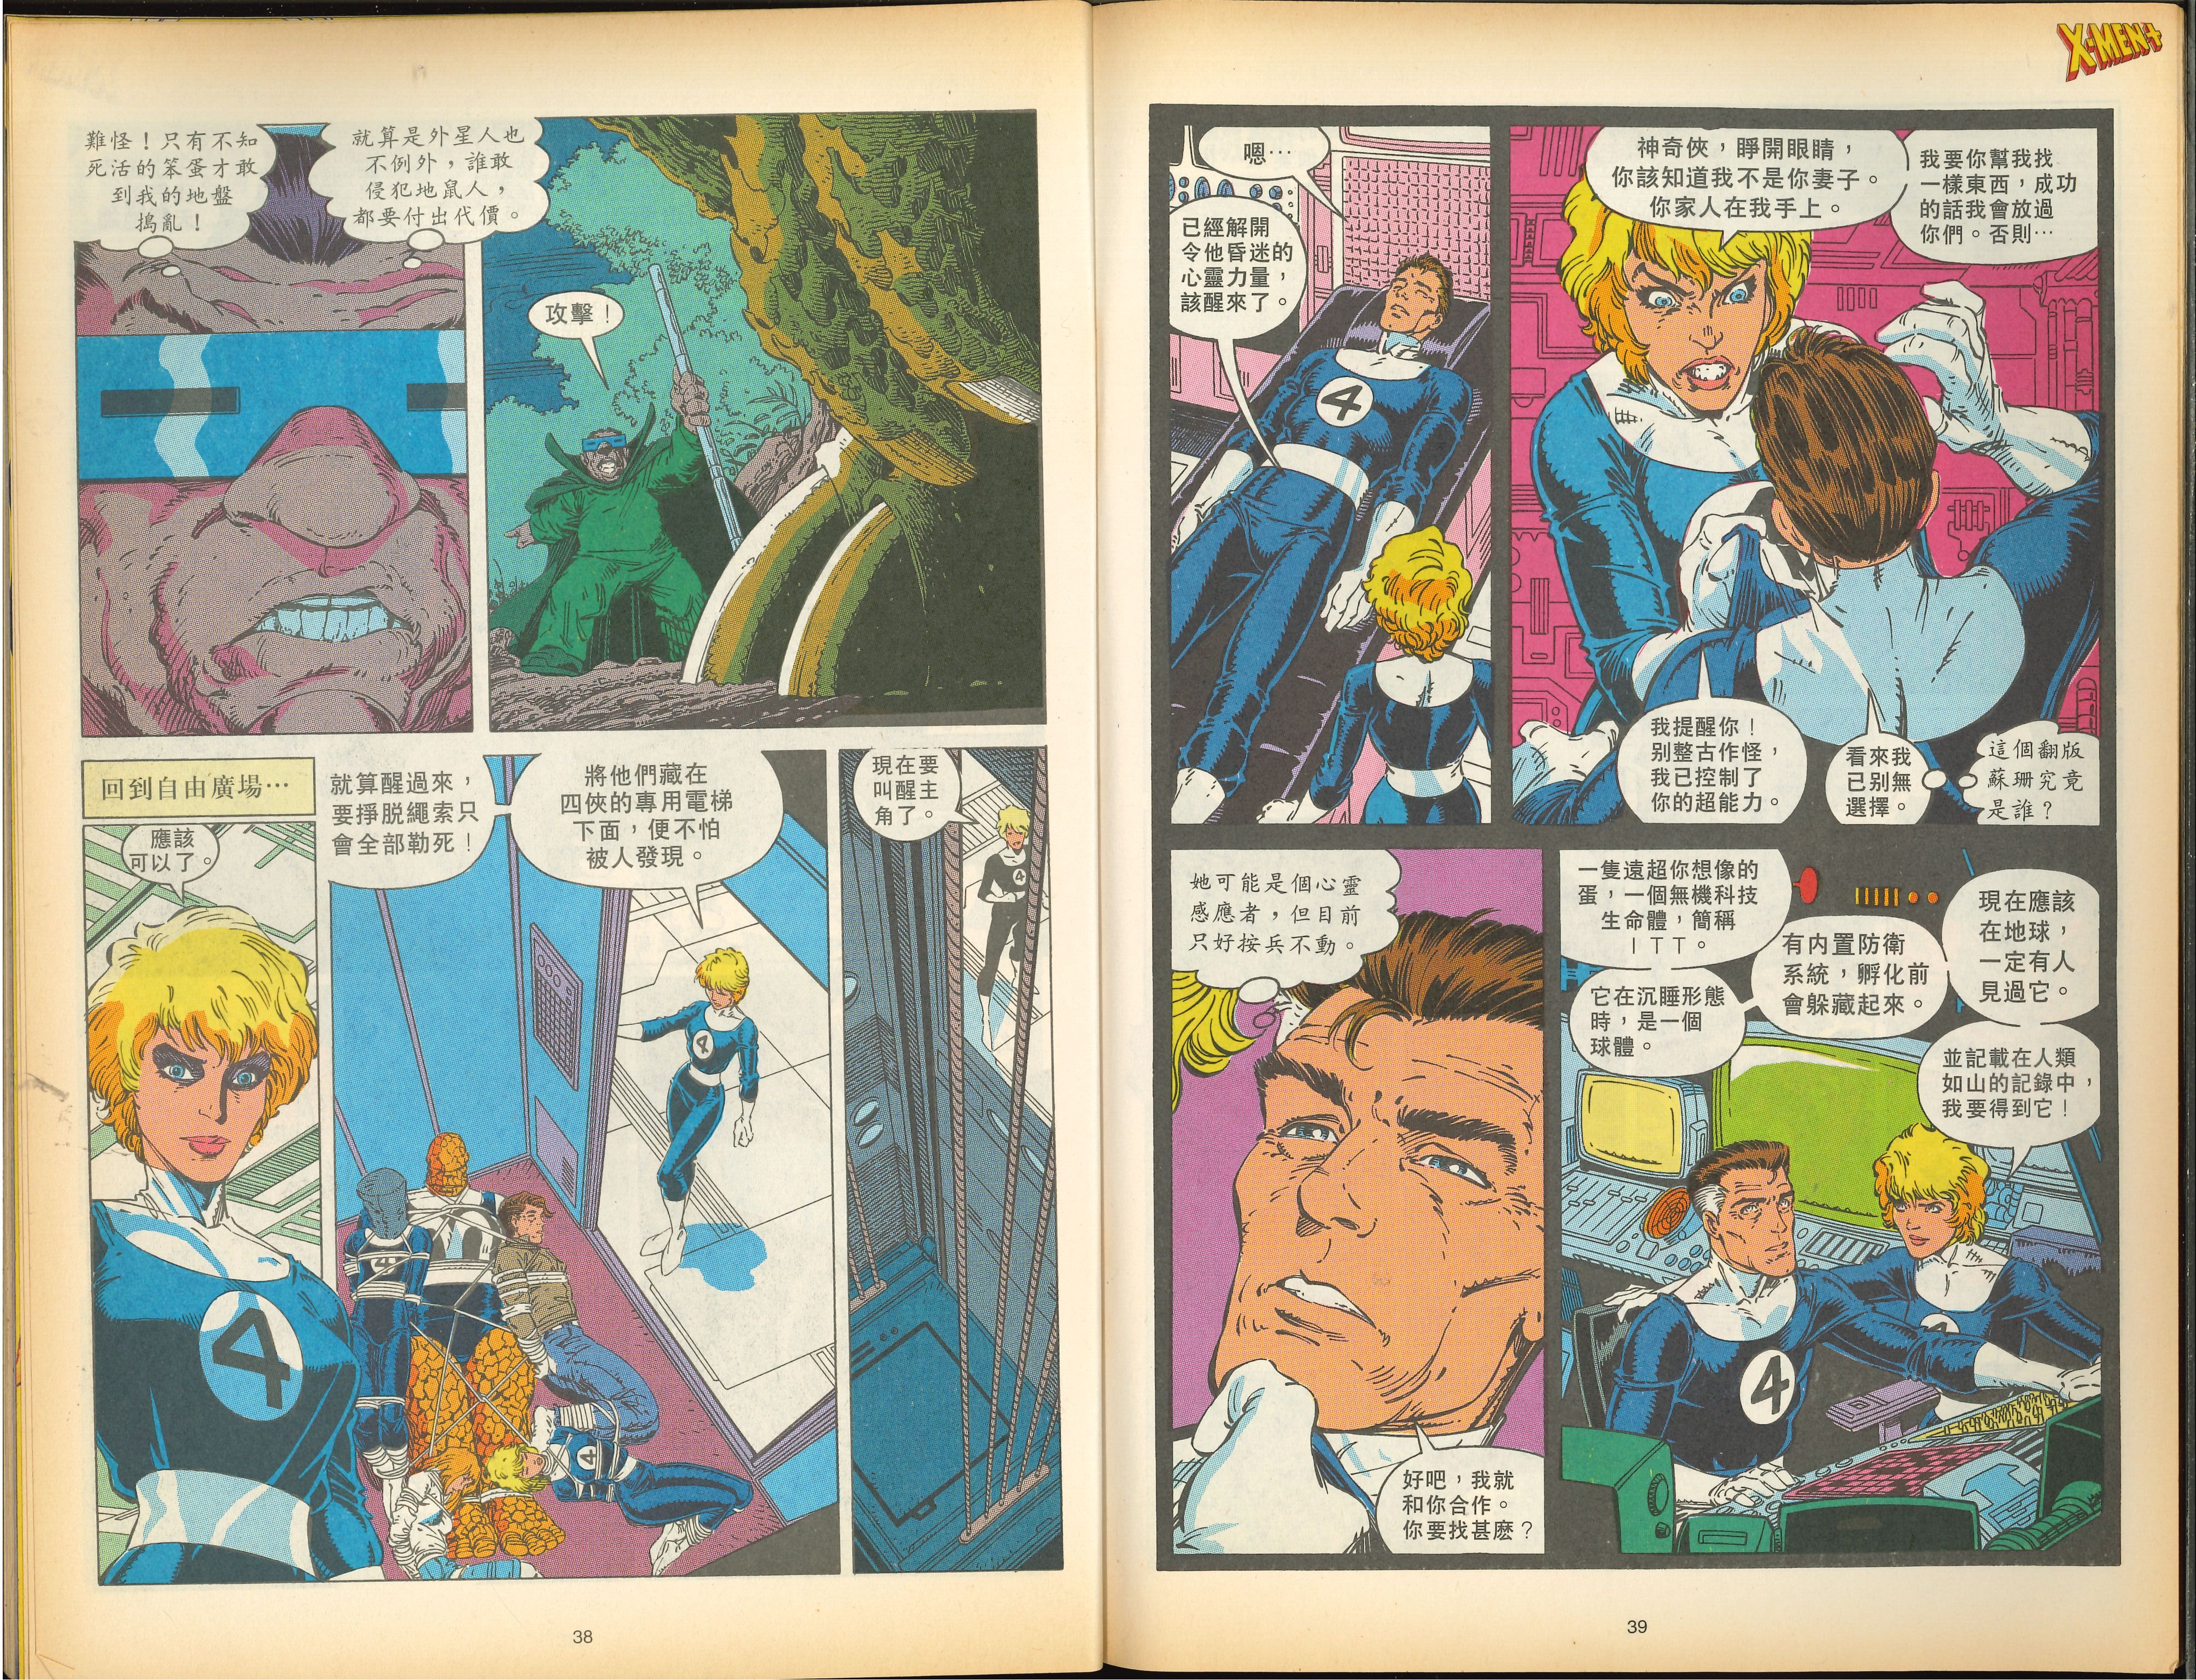 難怪！只有不知
死活的笨蛋才敢
到我的地盤
搗亂！
就算是外星人也
不例外，誰敢
侵犯地鼠人，
都要付出代價。
攻擊！
回到自由廣場…
應該
可以了。
就算醒過來，
要掙脫繩索只
會全部勒死！
將他們藏在
四俠的專用電梯
下面，便不怕
被人發現。
現在要
叫醒主
角了。
4
4
4
4
4
38
X-MEN+
嗯…
已經解開
令他昏迷的
心靈力量，
該醒來了。
4
神奇俠，睜開眼睛，
你該知道我不是你妻子。
你家人在我手上。
我要你幫我找
一樣東西，成功
的話我會放過
你們。否則…
我提醒你！
別整古作怪，
我已控制了
你的超能力。
看來我
已別無
選擇。
這個翻版
蘇珊究竟
是誰？
她可能是個心靈
感應者，但目前
只好按兵不動。
好吧，我就
和你合作。
你要找甚麽？
一隻遠超你想像的
蛋，一個無機科技
生命體，簡稱
ITT。
它在沉睡形態
時，是一個
球體。
有內置防衛
系統，孵化前
會躲藏起來。
現在應該
在地球，
一定有人
見過它。
並記載在人類
如山的記錄中，
我要得到它！
4
4
39